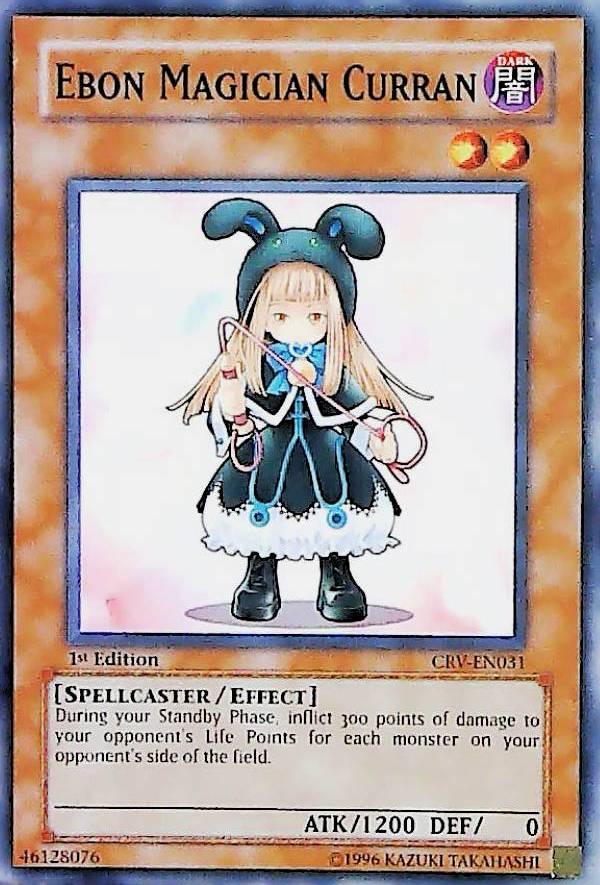 EBON MAGICIAN CURRAN
DARK
闇
1st Edition
CRV-EN031
[SPELLCASTER / EFFECT]
During your Standby Phase, inflict 300 points of damage to
your opponent's Life Points for each monster on your
opponent's side of the field.
ATK/1200 DEF/ 0
46128076
©1996 KAZUKI TAKAHASHI